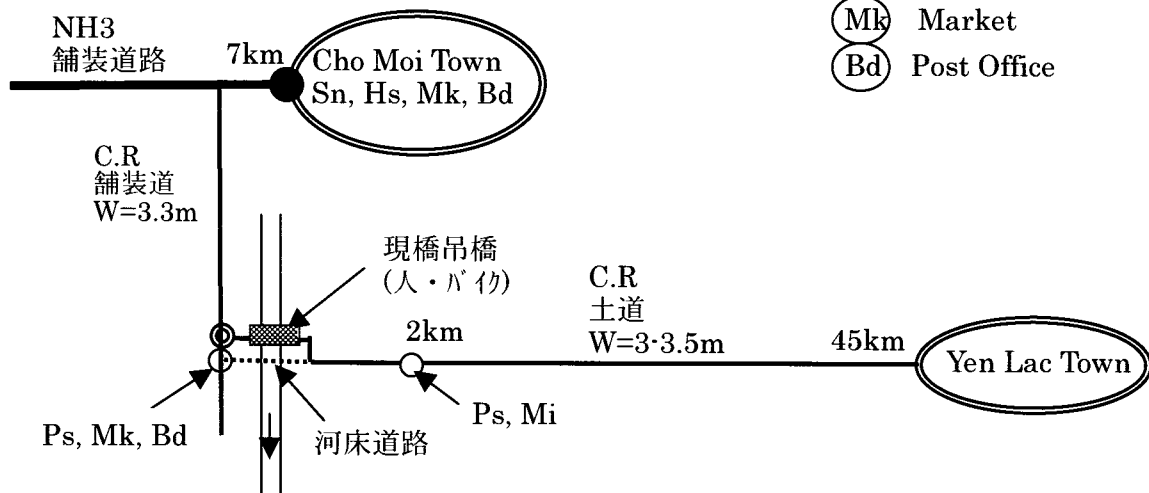 NH3
舗装道路
7km
Cho Moi Town
Sn, Hs, Mk, Bd
Mk Market
Bd Post Office
C.R
舗装道
W=3.3m
現橋吊橋
(人・バイク)
2km
C.R
土道
W=3-3.5m
45km
Yen Lac Town
Ps, Mk, Bd
河床道路
Ps, Mi